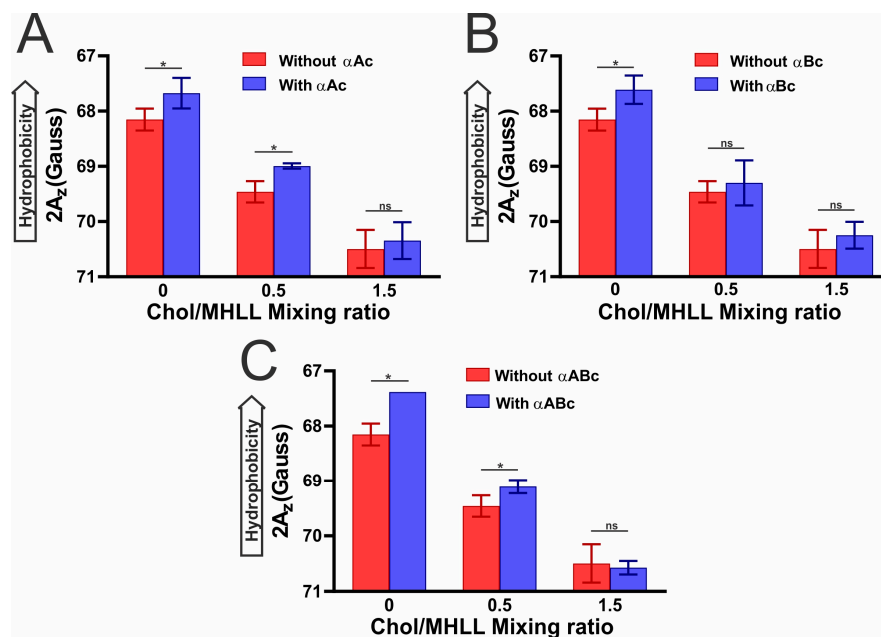 A
Hydrophobicity
2Az(Gauss)
67
68
69
70
71
Without αAc
With αAc
*
*
ns
0
0.5
1.5
Chol/MHLL Mixing ratio
B
Hydrophobicity
2Az(Gauss)
67
68
69
70
71
Without αBc
With αBc
*
ns
ns
0
0.5
1.5
Chol/MHLL Mixing ratio
C
Hydrophobicity
2Az(Gauss)
67
68
69
70
71
Without αABc
With αABc
*
*
ns
0
0.5
1.5
Chol/MHLL Mixing ratio